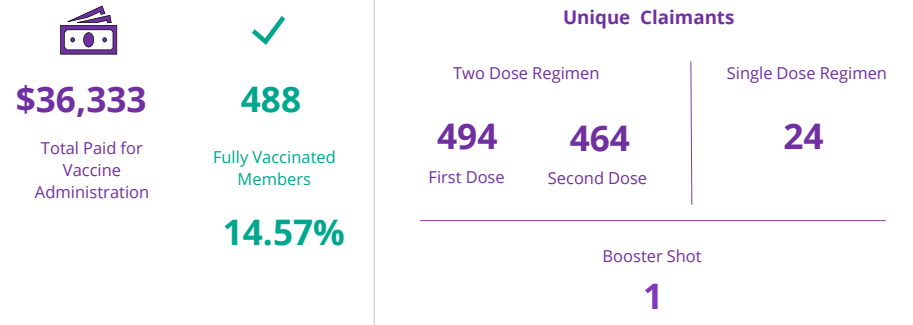 $36,333
Total Paid for
Vaccine
Administration
488
Fully Vaccinated
Members
14.57%
Unique Claimants
Two Dose Regimen
494
First Dose
464
Second Dose
Single Dose Regimen
24
Booster Shot
1